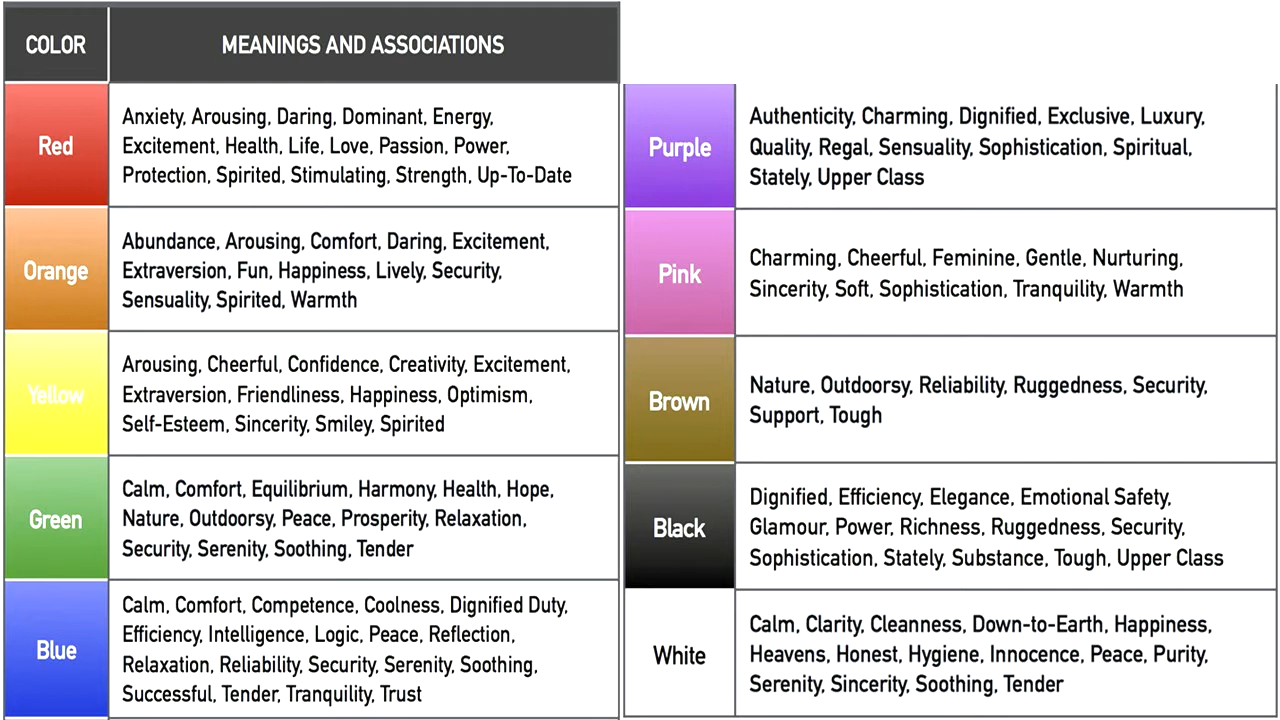 COLOR
MEANINGS AND ASSOCIATIONS
Red
Anxiety, Arousing, Daring, Dominant, Energy,
Excitement, Health, Life, Love, Passion, Power,
Protection, Spirited, Stimulating, Strength, Up-To-Date
Orange
Abundance, Arousing, Comfort, Daring, Excitement,
Extraversion, Fun, Happiness, Lively, Security,
Sensuality, Spirited, Warmth
Yellow
Arousing, Cheerful, Confidence, Creativity, Excitement,
Extraversion, Friendliness, Happiness, Optimism,
Self-Esteem, Sincerity, Smiley, Spirited
Green
Calm, Comfort, Equilibrium, Harmony, Health, Hope,
Nature, Outdoorsy, Peace, Prosperity, Relaxation,
Security, Serenity, Soothing, Tender
Blue
Calm, Comfort, Competence, Coolness, Dignified Duty,
Efficiency, Intelligence, Logic, Peace, Reflection,
Relaxation, Reliability, Security, Serenity, Soothing,
Successful, Tender, Tranquility, Trust
Purple
Authenticity, Charming, Dignified, Exclusive, Luxury,
Quality, Regal, Sensuality, Sophistication, Spiritual,
Stately, Upper Class
Pink
Charming, Cheerful, Feminine, Gentle, Nurturing,
Sincerity, Soft, Sophistication, Tranquility, Warmth
Brown
Nature, Outdoorsy, Reliability, Ruggedness, Security,
Support, Tough
Black
Dignified, Efficiency, Elegance, Emotional Safety,
Glamour, Power, Richness, Ruggedness, Security,
Sophistication, Stately, Substance, Tough, Upper Class
White
Calm, Clarity, Cleanness, Down-to-Earth, Happiness,
Heavens, Honest, Hygiene, Innocence, Peace, Purity,
Serenity, Sincerity, Soothing, Tender